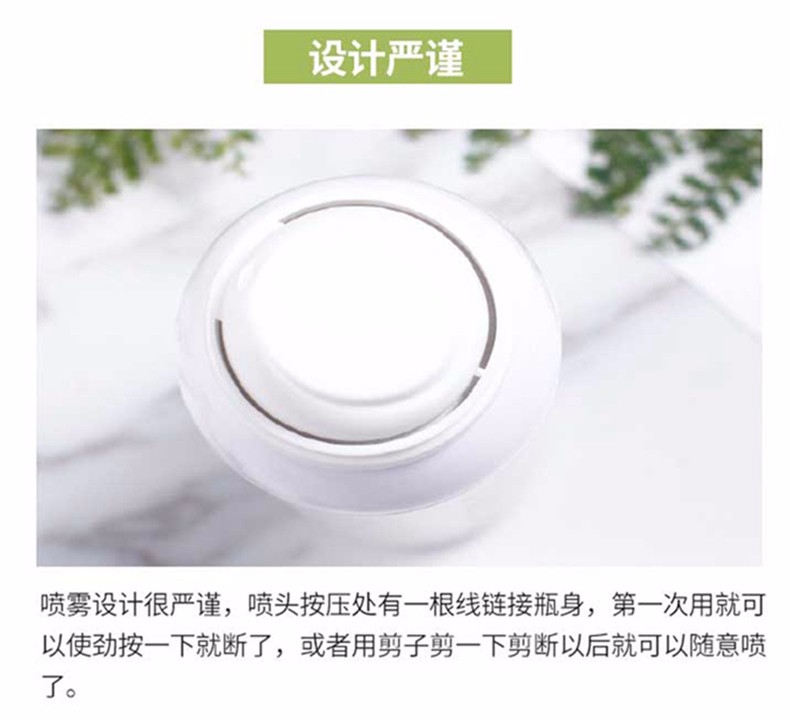 设计严谨
喷雾设计很严谨，喷头按压处有一根线链接瓶身，第一次用就可
以使劲按一下就断了，或者用剪子剪一下剪断以后就可以随意喷
了。